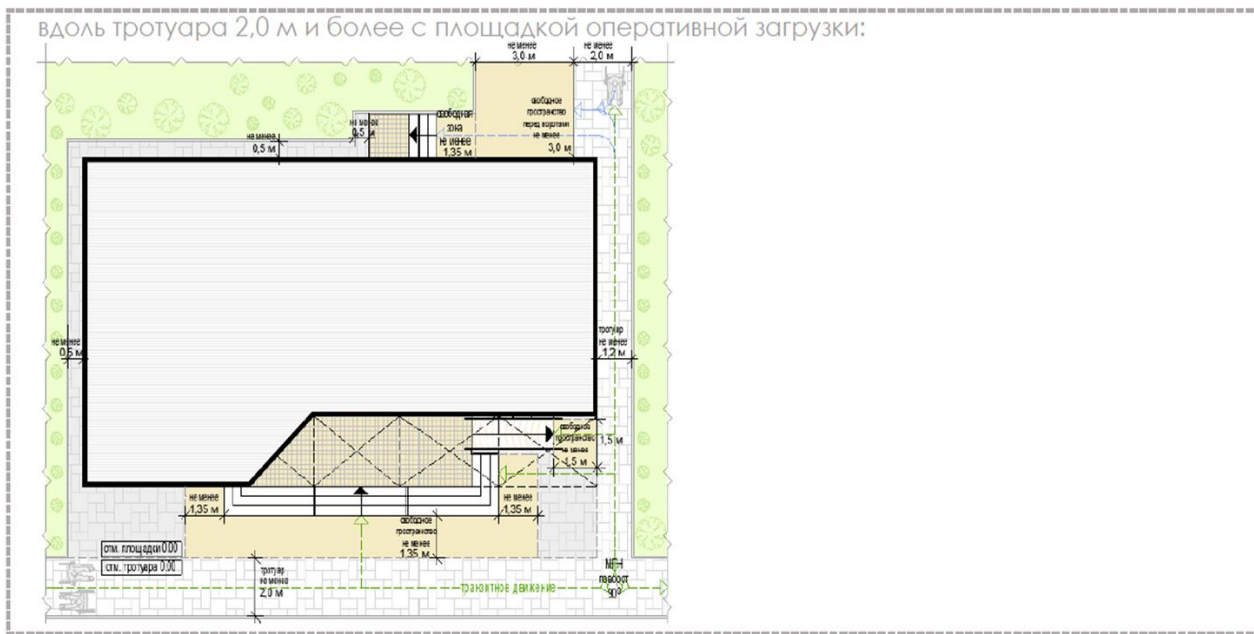 вдоль тротуара 2,0 м и более с площадкой оперативной загрузки:
не менее
3,0 м
не менее
2,0 м
свободная
зона
не менее
1,35 м
не менее
0,5 м
не менее
0,5 м
свободное
пространство
перед воротами
не менее
3,0 м
не менее
0,5 м
тротуар
не менее
1,2 м
свободное
пространство
не менее
1,5 м
1,5 м
не менее
1,35 м
не менее
1,35 м
свободное
пространство
не менее
1,35 м
отм. площадки 0.00
отм. тротуара 0.00
тротуар
не менее
2,0 м
транзитное движение
МГН
поворот
90°